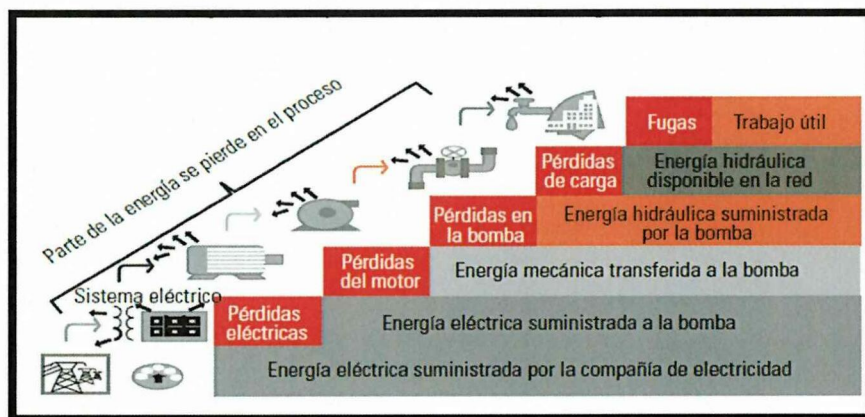 Parte de la energía se pierde en el proceso
Fugas
Trabajo útil
Pérdidas
de carga
Energía hidráulica
disponible en la red
Pérdidas en
la bomba
Energía hidráulica suministrada
por la bomba
Pérdidas
del motor
Energía mecánica transferida a la bomba
Sistema eléctrico
Pérdidas
eléctricas
Energía eléctrica suministrada a la bomba
Energía eléctrica suministrada por la compañía de electricidad